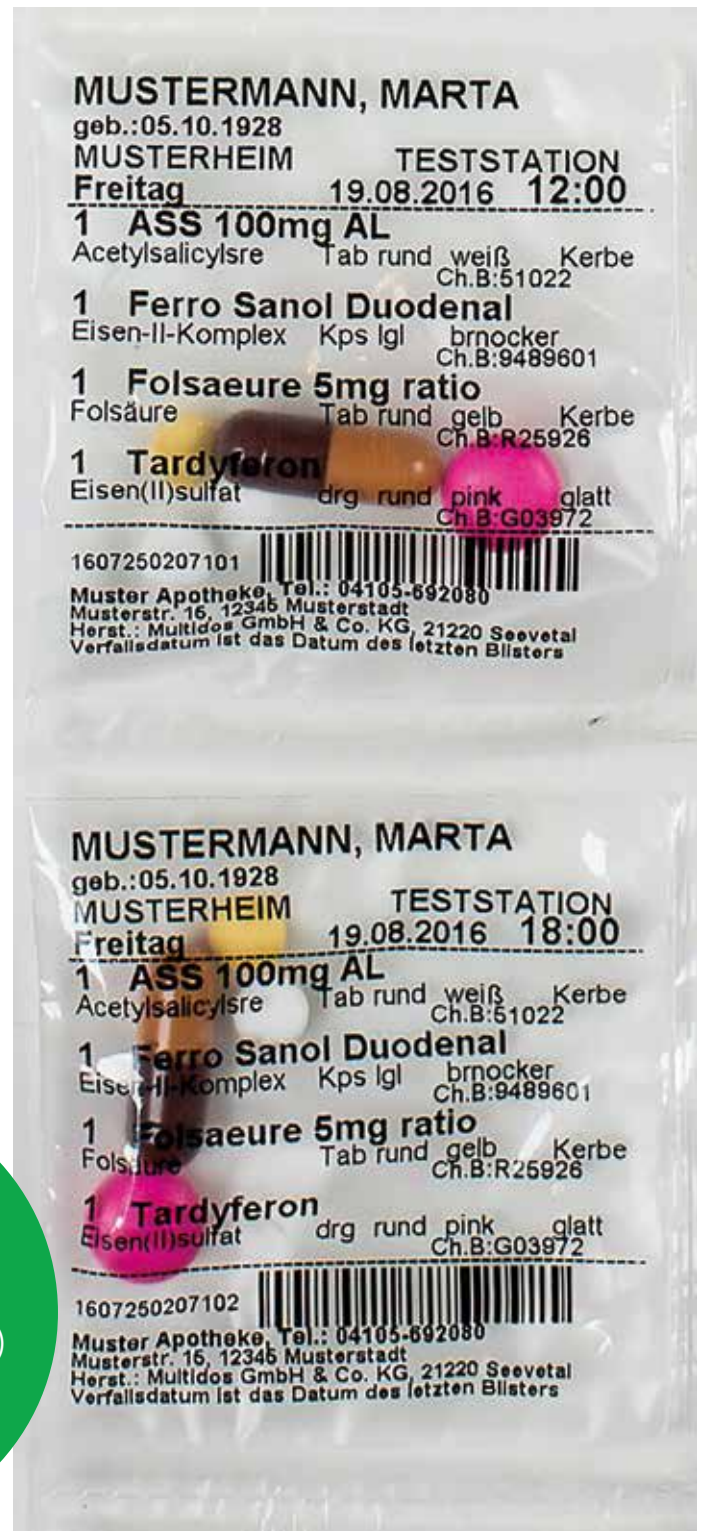 MUSTERMANN, MARTA
geb.:05.10.1928
MUSTERHEIM TESTSTATION
Freitag 19.08.2016 12:00
1 ASS 100mg AL
Acetylsalicylsre Tab rund weiß Kerbe
Ch.B:51022
1 Ferro Sanol Duodenal
Eisen-II-Komplex Kps lgl brnocker
Ch.B:9489601
1 Folsaeure 5mg ratio
Folsäure Tab rund gelb Kerbe
Ch.B:R25926
1 Tardyferon
Eisen(II)sulfat drg rund pink glatt
Ch.B:G03972
1607250207101
Muster Apotheke, Tel.: 04105-692080
Musterstr. 15, 12345 Musterstadt
Herst.: Multidos GmbH & Co. KG, 21220 Seevetal
Verfallsdatum ist das Datum des letzten Blisters
MUSTERMANN, MARTA
geb.:05.10.1928
MUSTERHEIM TESTSTATION
Freitag 19.08.2016 18:00
1 ASS 100mg AL
Acetylsalicylsre Tab rund weiß Kerbe
Ch.B:51022
1 Ferro Sanol Duodenal
Eisen-II-Komplex Kps lgl brnocker
Ch.B:9489601
1 Folsaeure 5mg ratio
Folsäure Tab rund gelb Kerbe
Ch.B:R25926
1 Tardyferon
Eisen(II)sulfat drg rund pink glatt
Ch.B:G03972
1607250207102
Muster Apotheke, Tel.: 04105-692080
Musterstr. 15, 12345 Musterstadt
Herst.: Multidos GmbH & Co. KG, 21220 Seevetal
Verfallsdatum ist das Datum des letzten Blisters